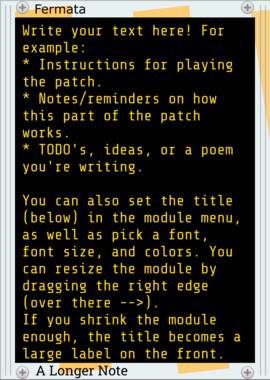 Fermata
Write your text here! For
example:
* Instructions for playing
the patch.
* Notes/reminders on how
this part of the patch
works.
* TODO's, ideas, or a poem
you're writing.

You can also set the title
(below) in the module menu,
as well as pick a font,
font size, and colors. You
can resize the module by
dragging the right edge
(over there -->).
If you shrink the module
enough, the title becomes a
large label on the front.
A Longer Note